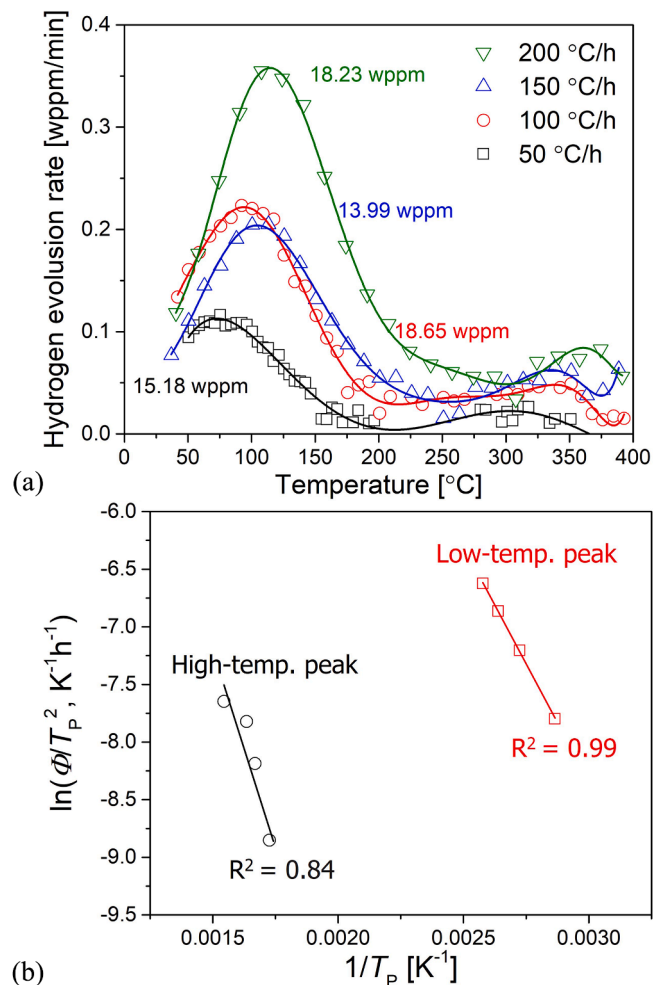 0.4
0.3
0.2
0.1
0.0
Hydrogen evolusion rate [wppm/min]
200 °C/h
150 °C/h
100 °C/h
50 °C/h
18.23 wppm
13.99 wppm
18.65 wppm
15.18 wppm
0 50 100 150 200 250 300 350 400
Temperature [°C]
(a)
-6.0
-6.5
-7.0
-7.5
-8.0
-8.5
-9.0
-9.5
ln(Φ/T_P^2, K^-1h^-1)
Low-temp. peak
High-temp. peak
R^2 = 0.99
R^2 = 0.84
0.0015 0.0020 0.0025 0.0030
1/T_P [K^-1]
(b)